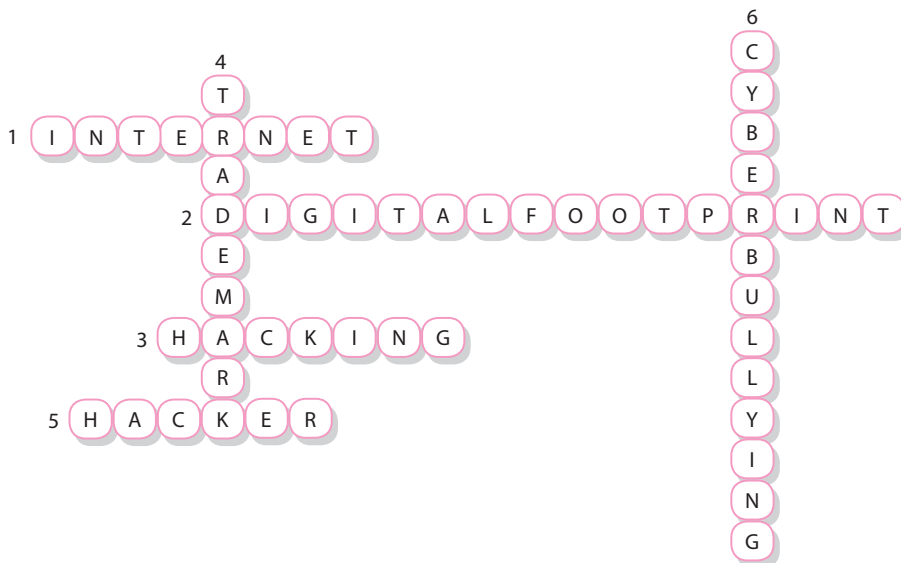 6
C
4
Y
T
1 INTERNET
B
A
E
2 DIGITALFOOTPRINT
E
B
M
U
3 HACKING
L
R
L
5 HACKER
Y
I
N
G